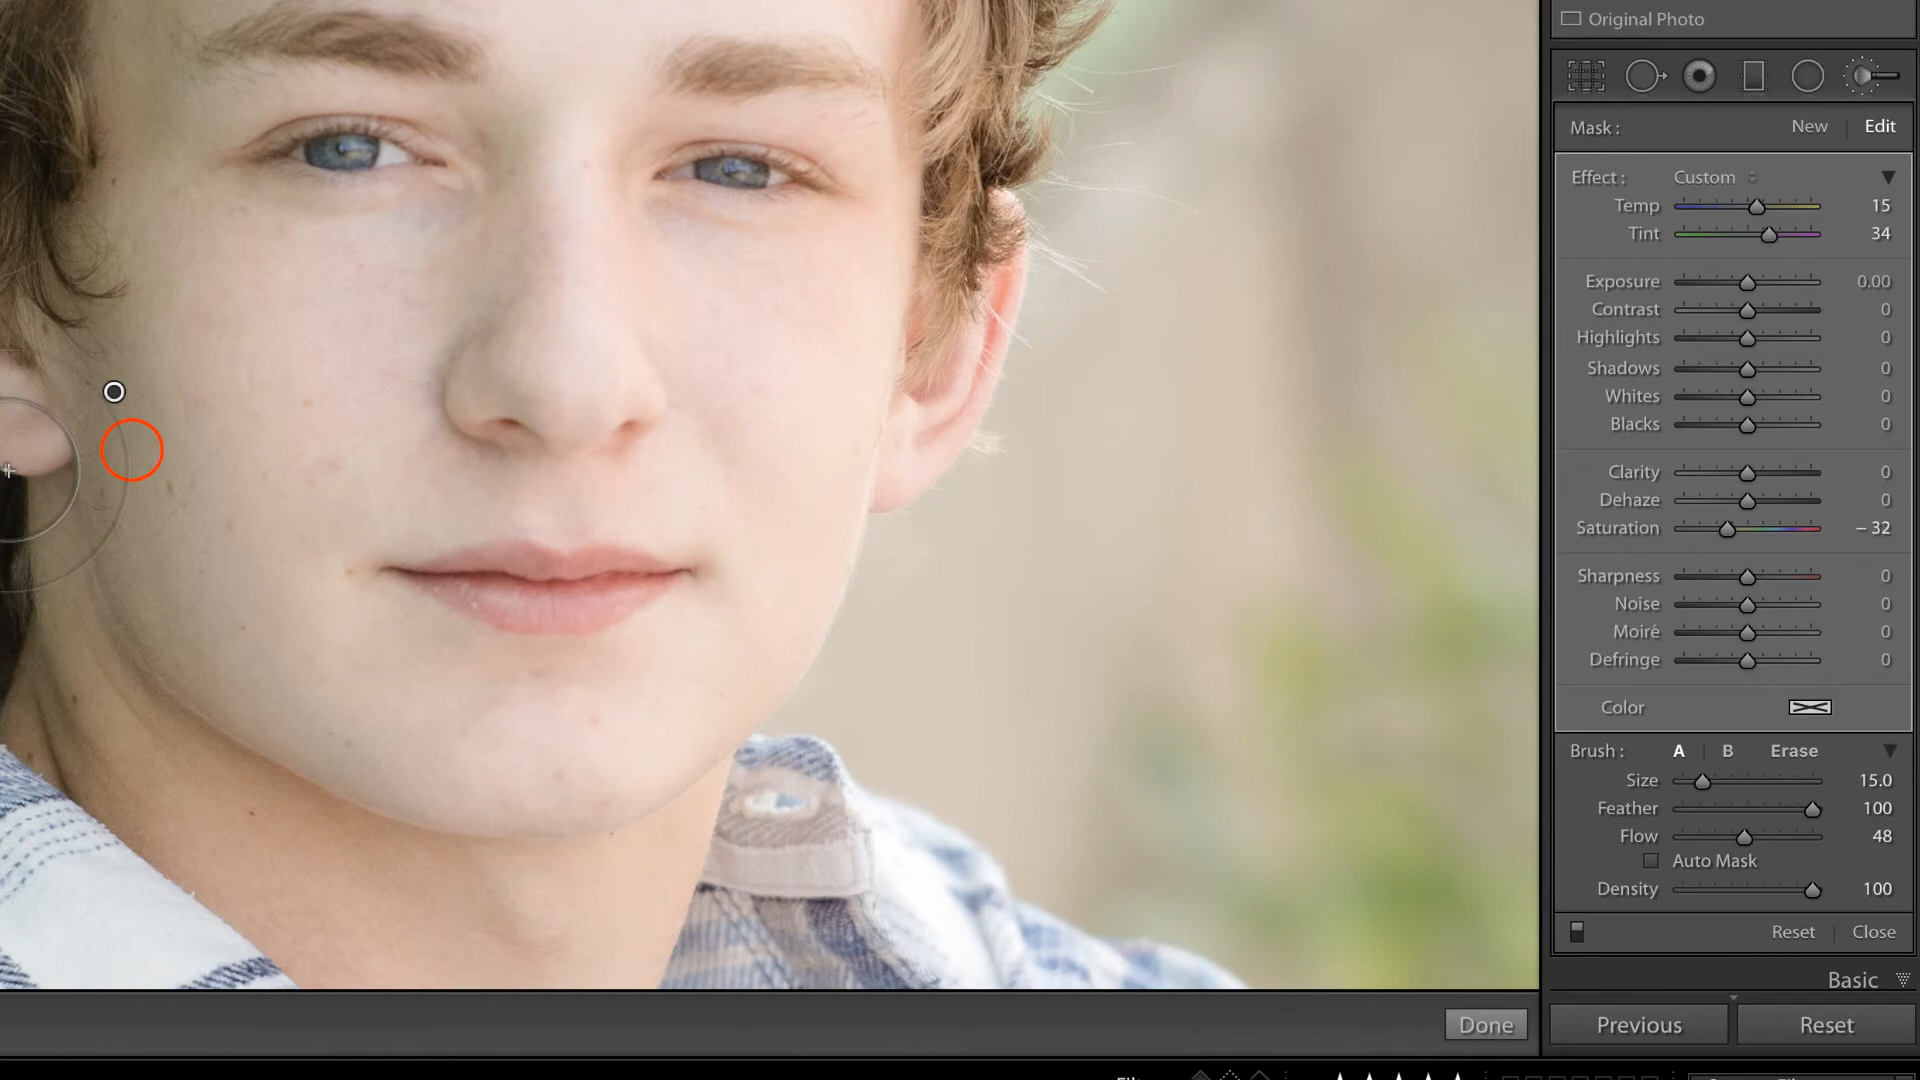 Original Photo
Mask : New | Edit
Effect : Custom
Temp 15
Tint 34
Exposure 0.00
Contrast 0
Highlights 0
Shadows 0
Whites 0
Blacks 0
Clarity 0
Dehaze 0
Saturation – 32
Sharpness 0
Noise 0
Moiré 0
Defringe 0
Color
Brush : A | B Erase
Size 15.0
Feather 100
Flow 48
Auto Mask
Density 100
Reset | Close
Basic
Done Previous Reset